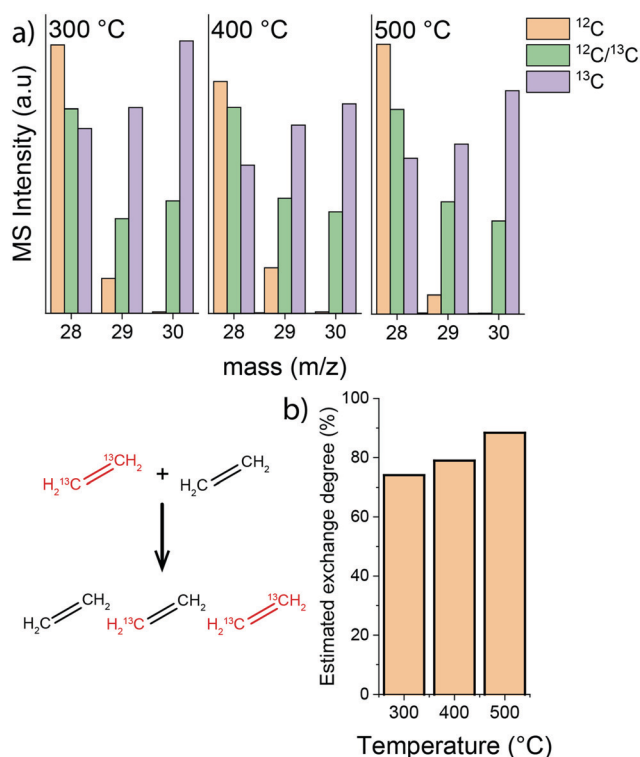 a)
300 °C
400 °C
500 °C
¹²C
¹²C/¹³C
¹³C
MS Intensity (a.u)
28 29 30
28 29 30
28 29 30
mass (m/z)
b)
H₂¹³C ¹³CH₂ + H₂C CH₂
H₂C CH₂ H₂¹³C CH₂ H₂¹³C ¹³CH₂
Estimated exchange degree (%)
100
80
60
40
20
0
300 400 500
Temperature (°C)